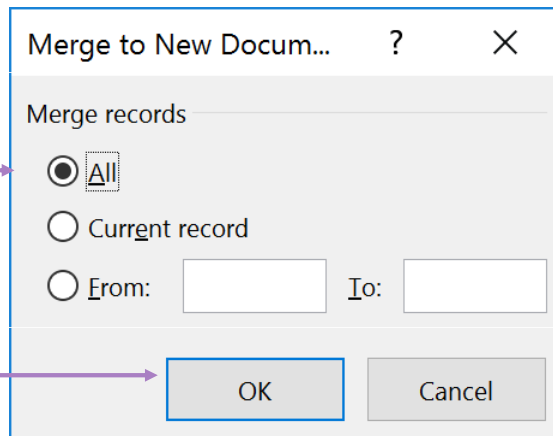 Merge to New Docum... ?
Merge records
All
Current record
From: To:
OK Cancel